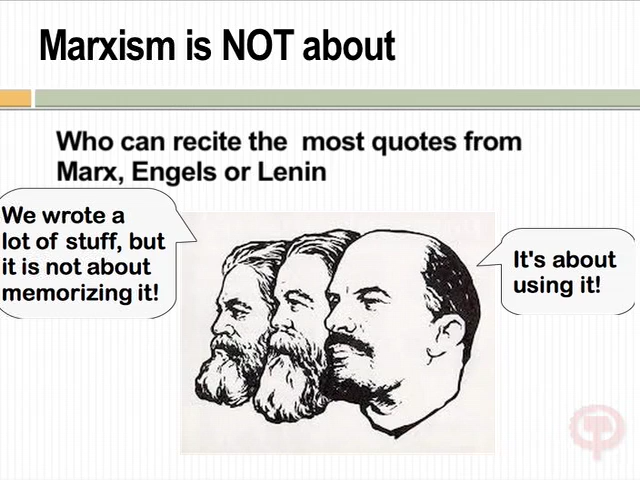 Marxism is NOT about
Who can recite the most quotes from
Marx, Engels or Lenin
We wrote a
lot of stuff, but
it is not about
memorizing it!
It's about
using it!